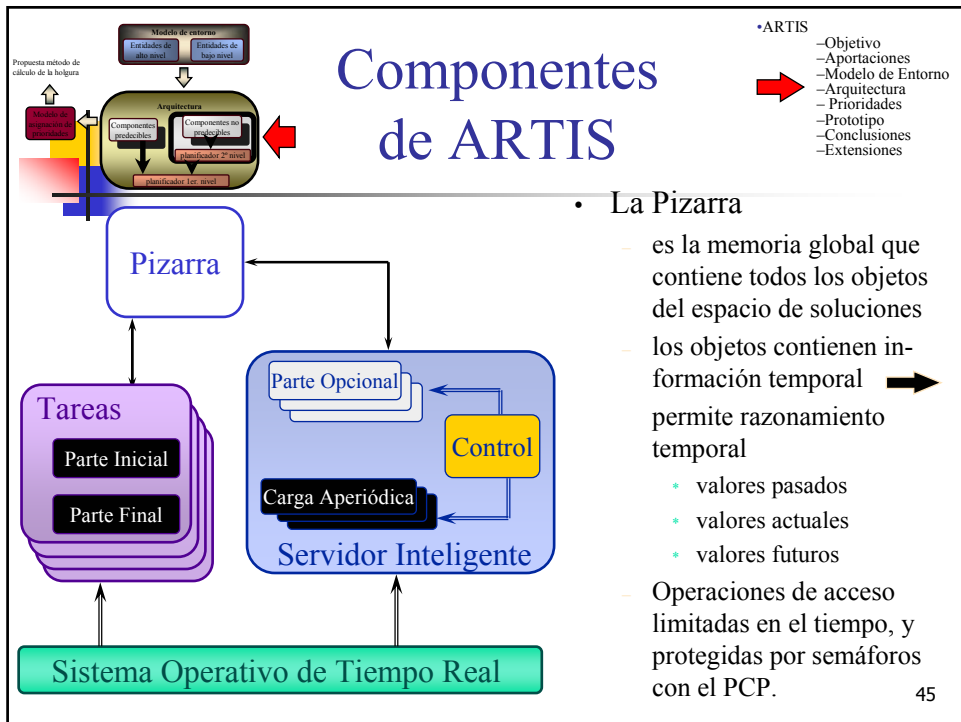 Componentes
de ARTIS
•ARTIS
–Objetivo
–Aportaciones
–Modelo de Entorno
–Arquitectura
– Prioridades
–Prototipo
–Conclusiones
–Extensiones
Modelo de entorno
Entidades de
alto nivel
Entidades de
bajo nivel
Propuesta método de
cálculo de la holgura
Modelo de
asignación de
prioridades
Arquitectura
Componentes
predecibles
Componentes no
predecibles
planificador 2º nivel
planificador 1er. nivel
Pizarra
Tareas
Parte Inicial
Parte Final
Parte Opcional
Control
Carga Aperiódica
Servidor Inteligente
Sistema Operativo de Tiempo Real
• La Pizarra
– es la memoria global que
contiene todos los objetos
del espacio de soluciones
– los objetos contienen in-
formación temporal
permite razonamiento
temporal
* valores pasados
* valores actuales
* valores futuros
– Operaciones de acceso
limitadas en el tiempo, y
protegidas por semáforos
con el PCP.
45